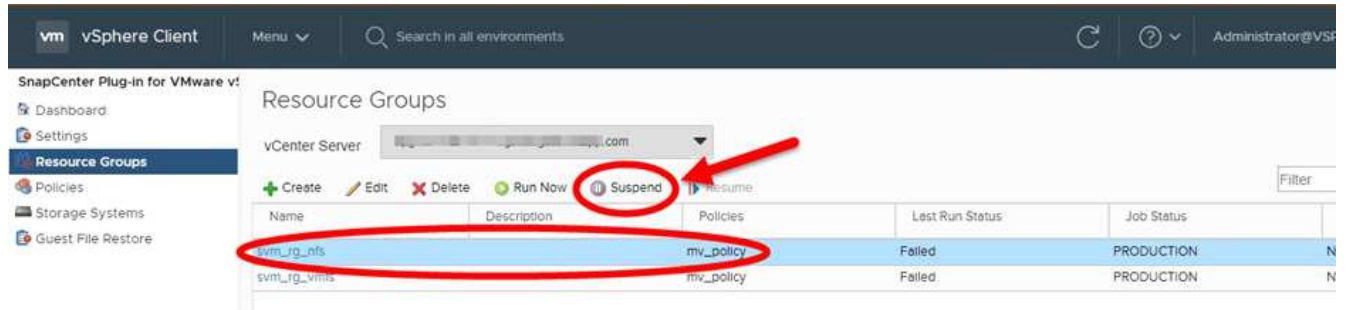 vm vSphere Client Menu Search in all environments Administrator@VSP
SnapCenter Plug-in for VMware vS
Dashboard
Settings
Resource Groups
Policies
Storage Systems
Guest File Restore
Resource Groups
vCenter Server .com
Create Edit Delete Run Now Suspend Resume Filter
Name Description Policies Last Run Status Job Status
svm_rg_nfs mv_policy Failed PRODUCTION N
svm_rg_vmfs mv_policy Failed PRODUCTION N